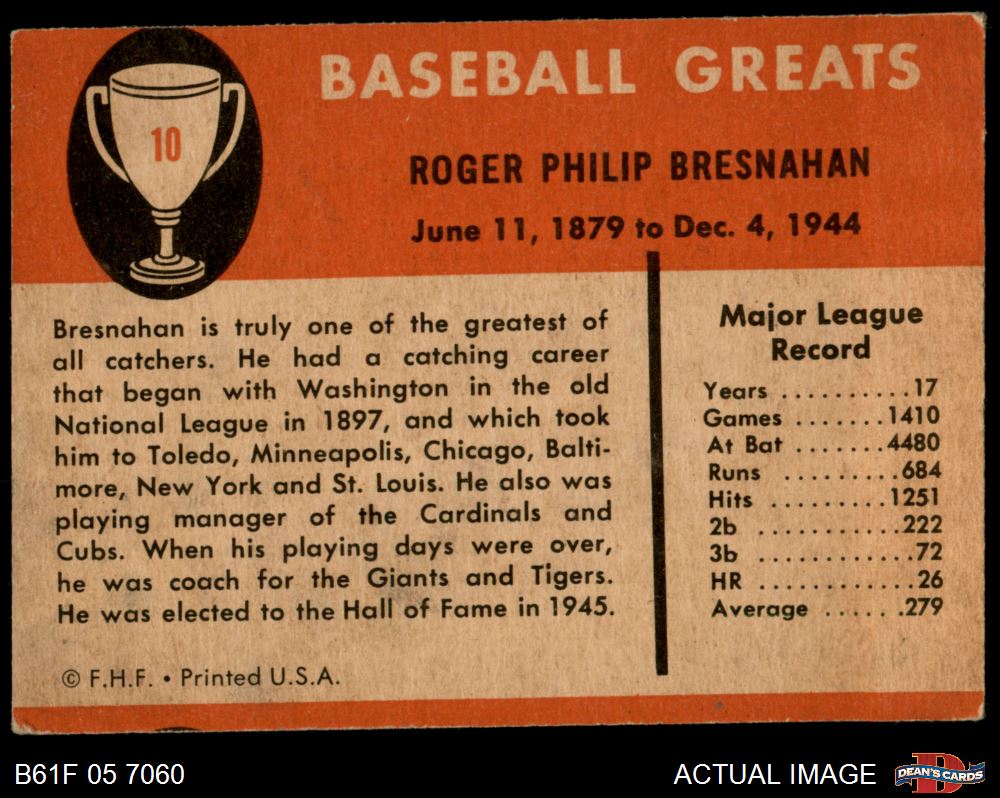 10
BASEBALL GREATS
ROGER PHILIP BRESNAHAN
June 11, 1879 to Dec. 4, 1944
Bresnahan is truly one of the greatest of
all catchers. He had a catching career
that began with Washington in the old
National League in 1897, and which took
him to Toledo, Minneapolis, Chicago, Balti-
more, New York and St. Louis. He also was
playing manager of the Cardinals and
Cubs. When his playing days were over,
he was coach for the Giants and Tigers.
He was elected to the Hall of Fame in 1945.
© F.H.F. • Printed U.S.A.
Major League
Record
Years ..........17
Games .......1410
At Bat .......4480
Runs .........684
Hits ..........1251
2b ...........222
3b ............72
HR ............26
Average ......279
B61F 05 7060
ACTUAL IMAGE
D
DEAN'S CARDS